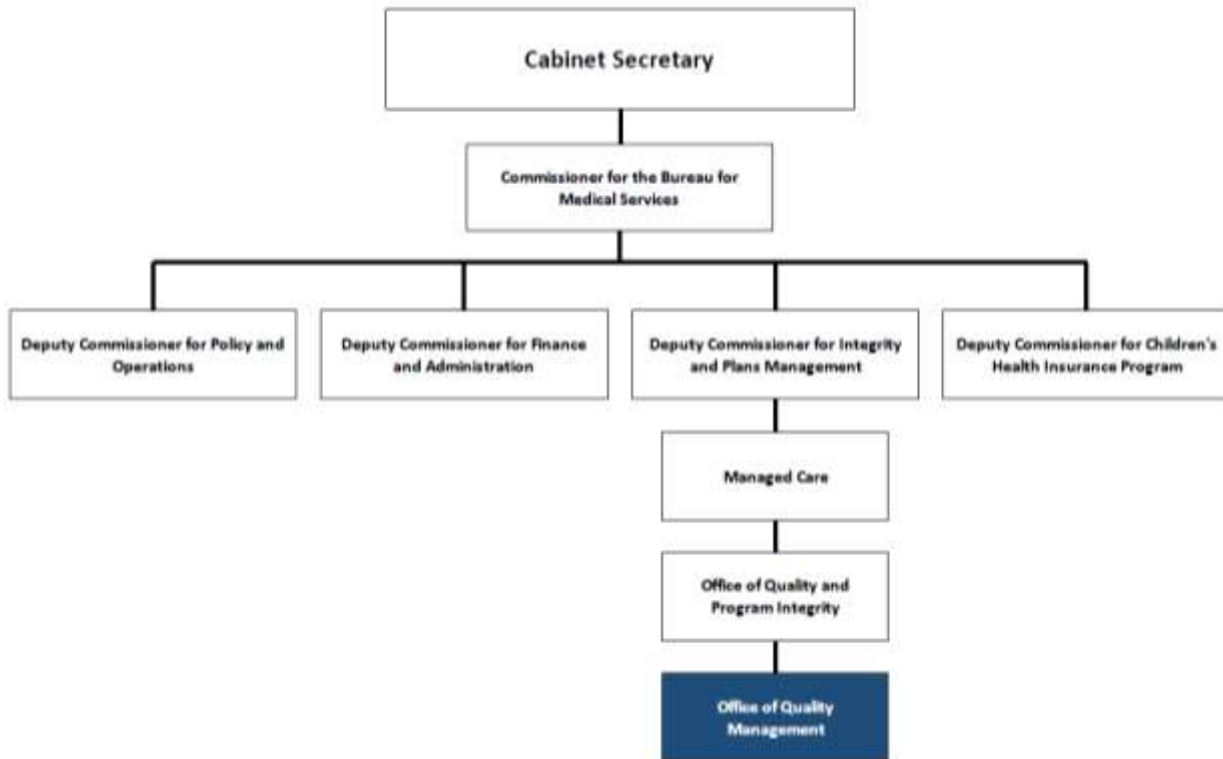 Cabinet Secretary
Commissioner for the Bureau for
Medical Services
Deputy Commissioner for Policy and
Operations
Deputy Commissioner for Finance
and Administration
Deputy Commissioner for Integrity
and Plans Management
Deputy Commissioner for Children's
Health Insurance Program
Managed Care
Office of Quality and
Program Integrity
Office of Quality
Management